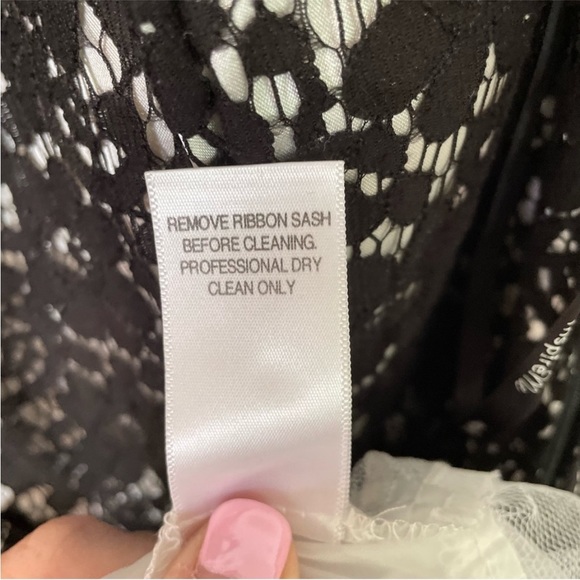 REMOVE RIBBON SASH
BEFORE CLEANING.
PROFESSIONAL DRY
CLEAN ONLY